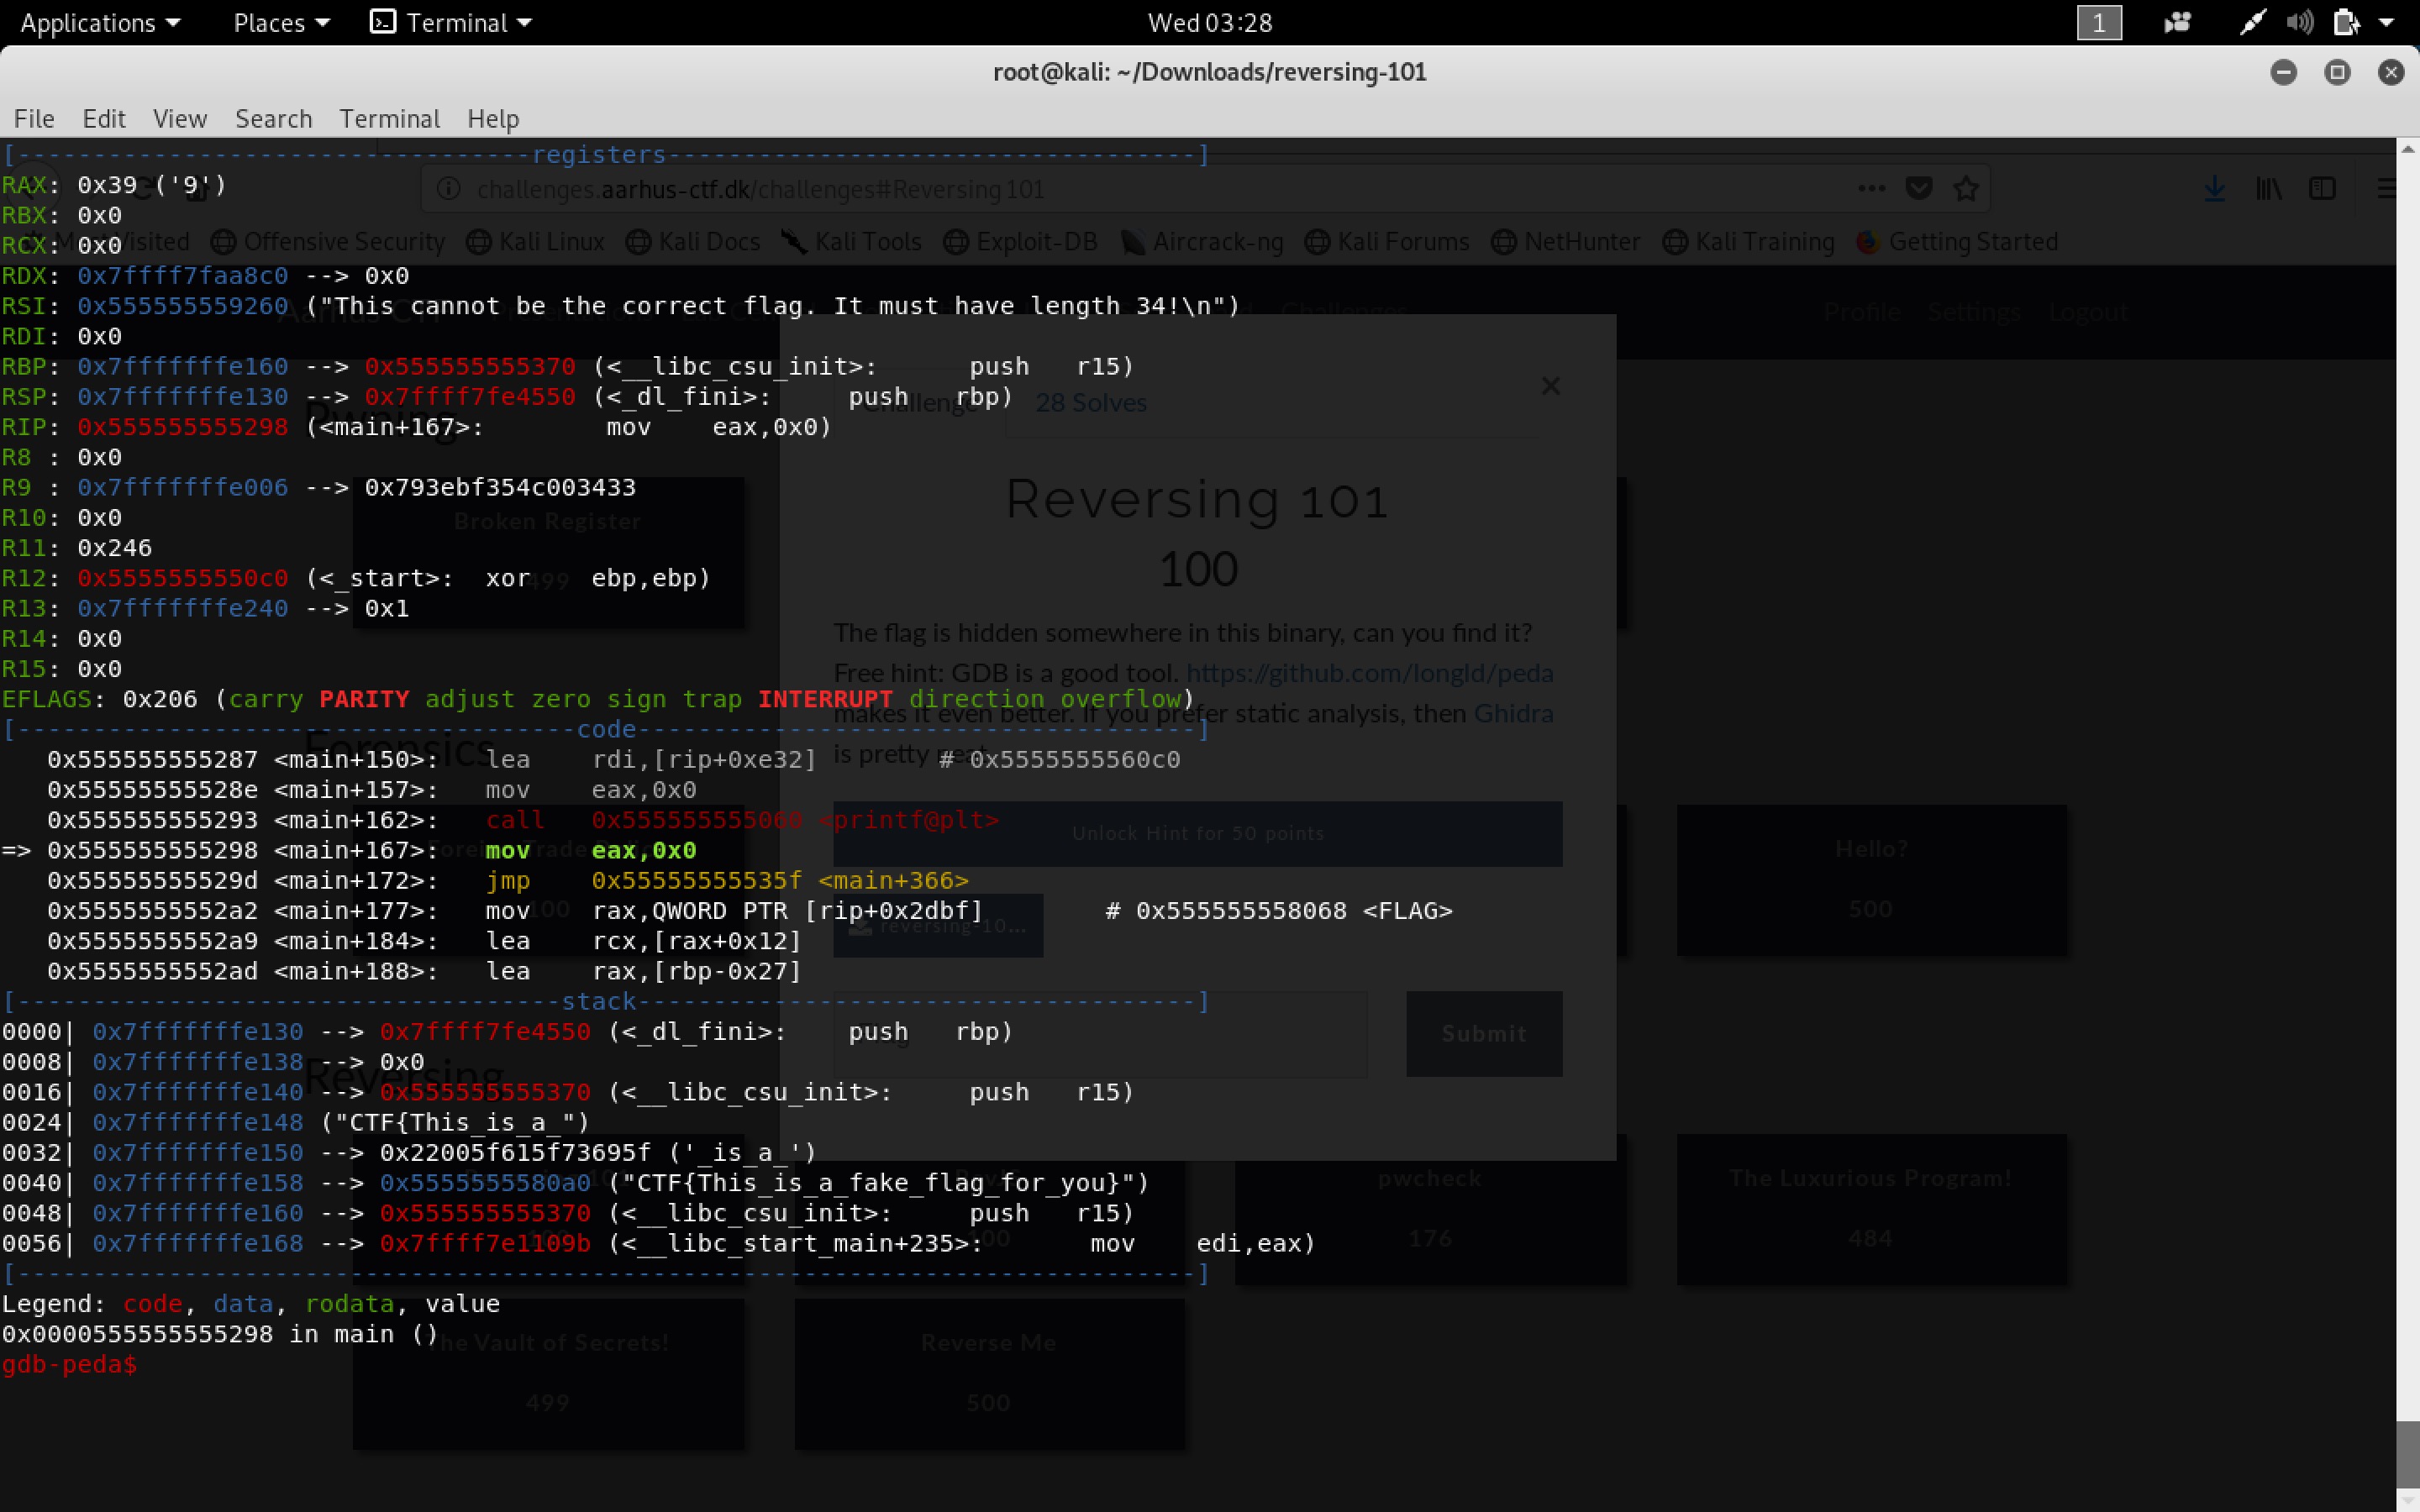 Applications Places Terminal Wed 03:28 1
root@kali: ~/Downloads/reversing-101
File Edit View Search Terminal Help
[----------------------------------registers-----------------------------------]
RAX: 0x39 ('9')
challenges.aarhus-ctf.dk/challenges#Reversing 101
RBX: 0x0
RCX: 0x0
Most Visited Offensive Security Kali Linux Kali Docs Kali Tools Exploit-DB Aircrack-ng Kali Forums NetHunter Kali Training Getting Started
RDX: 0x7ffff7faa8c0 --> 0x0
RSI: 0x555555559260 ("This cannot be the correct flag. It must have length 34!\n")
Challenges Profile Settings Logout
RDI: 0x0
RBP: 0x7fffffffe160 --> 0x555555555370 (<__libc_csu_init>: push r15)
RSP: 0x7fffffffe130 --> 0x7ffff7fe4550 (<_dl_fini>: push rbp)
Pwning
Challenge 28 Solves
RIP: 0x555555555298 (<main+167>: mov eax,0x0)
R8 : 0x0
R9 : 0x7fffffffe006 --> 0x793ebf354c003433
Reversing 101
R10: 0x0
Broken Register
R11: 0x246
100
R12: 0x5555555550c0 (<_start>: xor ebp,ebp)
499
R13: 0x7fffffffe240 --> 0x1
R14: 0x0
The flag is hidden somewhere in this binary, can you find it?
R15: 0x0
Free hint: GDB is a good tool. https://github.com/longld/peda
EFLAGS: 0x206 (carry PARITY adjust zero sign trap INTERRUPT direction overflow)
makes it even better. If you prefer static analysis, then Ghidra
[-------------------------------------code-------------------------------------]
Forensics
is pretty neat
0x555555555287 <main+150>: lea rdi,[rip+0xe32] # 0x5555555560c0
0x55555555528e <main+157>: mov eax,0x0
0x555555555293 <main+162>: call 0x555555555060 <printf@plt>
Unlock Hint for 50 points
=> 0x555555555298 <main+167>: mov eax,0x0
Hello?
0x55555555529d <main+172>: jmp 0x55555555535f <main+366>
0x5555555552a2 <main+177>: mov rax,QWORD PTR [rip+0x2dbf] # 0x555555558068 <FLAG>
100
500
reversing-10...
0x5555555552a9 <main+184>: lea rcx,[rax+0x12]
0x5555555552ad <main+188>: lea rax,[rbp-0x27]
[------------------------------------stack-------------------------------------]
0000| 0x7fffffffe130 --> 0x7ffff7fe4550 (<_dl_fini>: push rbp)
Submit
0008| 0x7fffffffe138 --> 0x0
Reversing
0016| 0x7fffffffe140 --> 0x555555555370 (<__libc_csu_init>: push r15)
0024| 0x7fffffffe148 ("CTF{This_is_a_")
0032| 0x7fffffffe150 --> 0x22005f615f73695f ('_is_a_')
0040| 0x7fffffffe158 --> 0x5555555580a0 ("CTF{This_is_a_fake_flag_for_you}")
pwcheck The Luxurious Program!
0048| 0x7fffffffe160 --> 0x555555555370 (<__libc_csu_init>: push r15)
0056| 0x7fffffffe168 --> 0x7ffff7e1109b (<__libc_start_main+235>: mov edi,eax)
100 176 484
[------------------------------------------------------------------------------]
Legend: code, data, rodata, value
0x0000555555555298 in main ()
The Vault of Secrets! Reverse Me
gdb-peda$
499 500